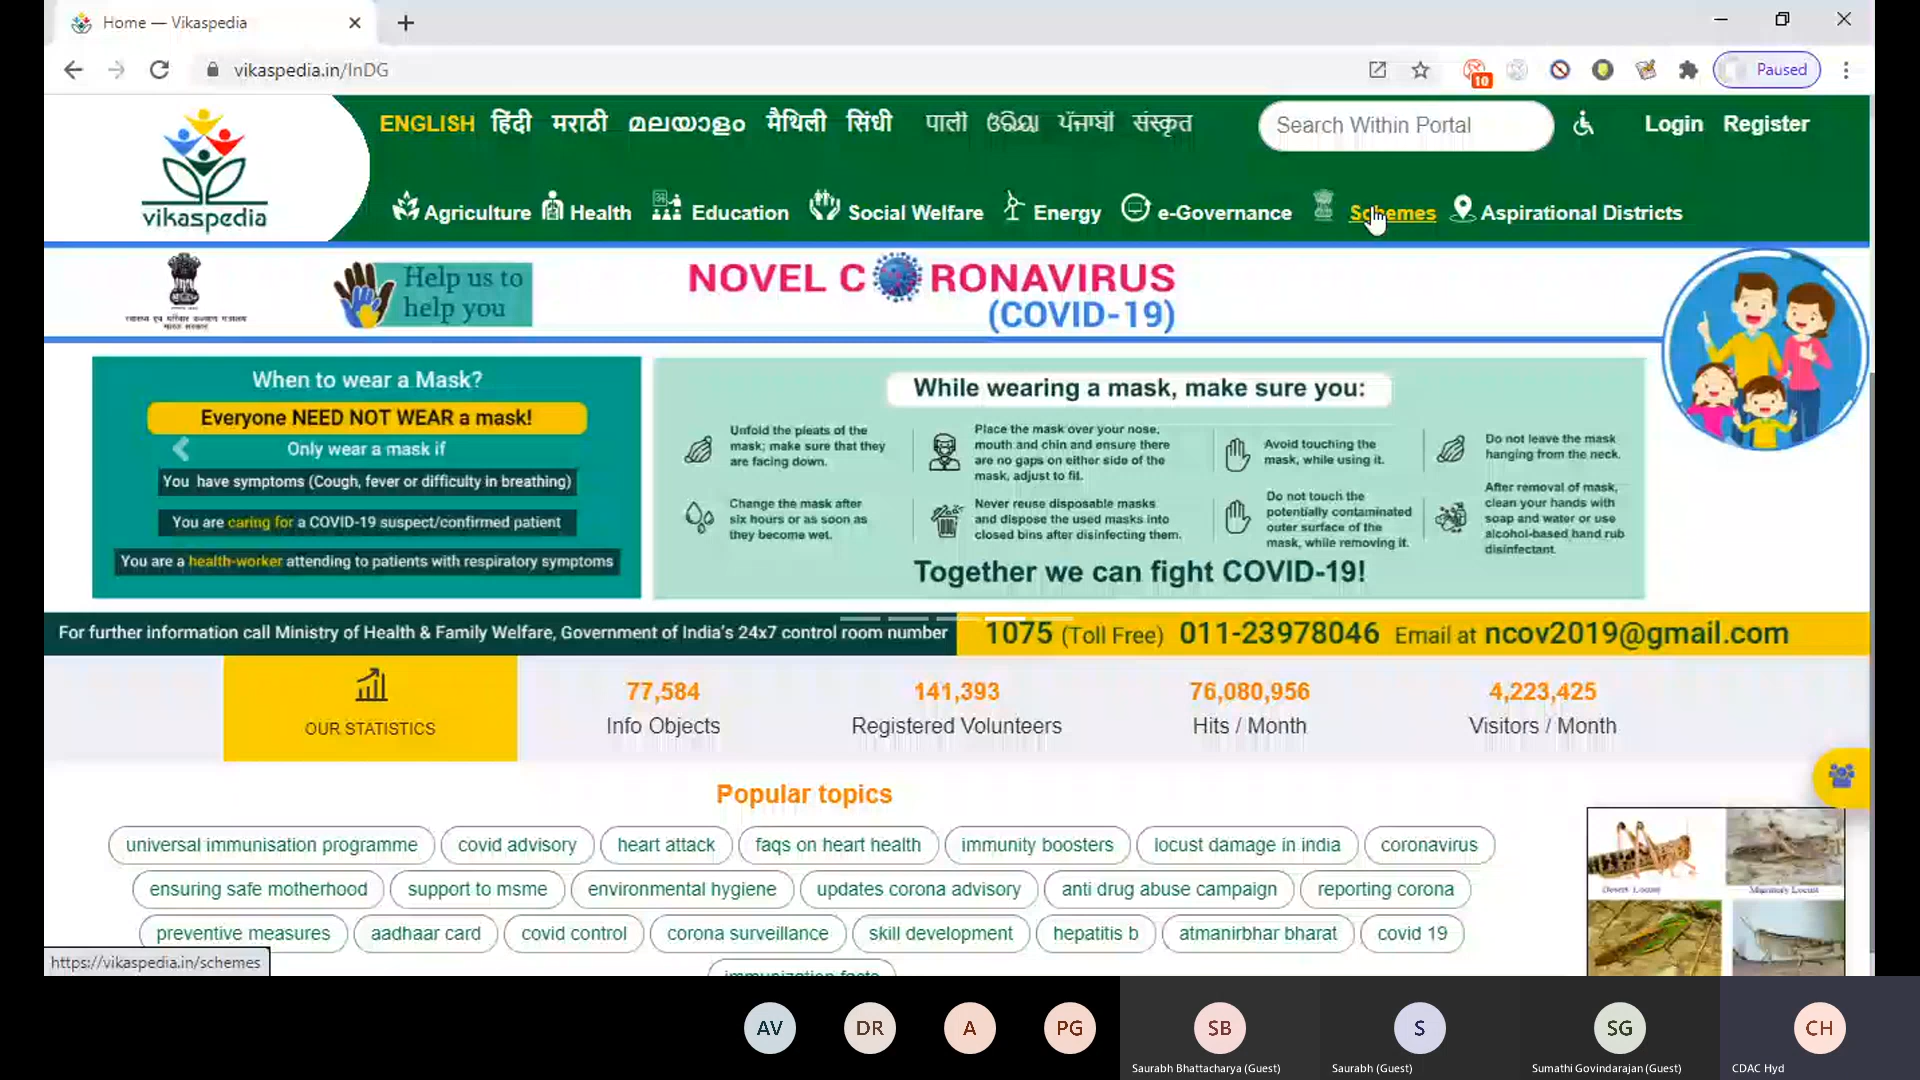 Home — Vikaspedia
vikaspedia.in/InDG
10
Paused
ENGLISH हिंदी मराठी മലയാളം मैथिली सिंधी पाली ଓଡିଆ ਪੰਜਾਬੀ संस्कृत
Search Within Portal
Login Register
vikaspedia
Agriculture Health Education Social Welfare Energy e-Governance Schemes Aspirational Districts
Help us to
help you
NOVEL C RONAVIRUS
(COVID-19)
When to wear a Mask?
Everyone NEED NOT WEAR a mask!
Only wear a mask if
You have symptoms (Cough, fever or difficulty in breathing)
You are caring for a COVID-19 suspect/confirmed patient
You are a health-worker attending to patients with respiratory symptoms
While wearing a mask, make sure you:
Unfold the pleats of the
mask; make sure that they
are facing down.
Place the mask over your nose,
mouth and chin and ensure there
are no gaps on either side of the
mask, adjust to fit.
Avoid touching the
mask, while using it.
Do not leave the mask
hanging from the neck.
Change the mask after
six hours or as soon as
they become wet.
Never reuse disposable masks
and dispose the used masks into
closed bins after disinfecting them.
Do not touch the
potentially contaminated
outer surface of the
mask, while removing it.
After removal of mask,
clean your hands with
soap and water or use
alcohol-based hand rub
disinfectant.
Together we can fight COVID-19!
For further information call Ministry of Health & Family Welfare, Government of India's 24x7 control room number
1075 (Toll Free) 011-23978046 Email at ncov2019@gmail.com
OUR STATISTICS
77,584
Info Objects
141,393
Registered Volunteers
76,080,956
Hits / Month
4,223,425
Visitors / Month
Popular topics
universal immunisation programme covid advisory heart attack faqs on heart health immunity boosters locust damage in india coronavirus
ensuring safe motherhood support to msme environmental hygiene updates corona advisory anti drug abuse campaign reporting corona
preventive measures aadhaar card covid control corona surveillance skill development hepatitis b atmanirbhar bharat covid 19
immunization facts
Desert Locust
Migratory Locust
https://vikaspedia.in/schemes
AV DR A PG SB S SG CH
Saurabh Bhattacharya (Guest)
Saurabh (Guest)
Sumathi Govindarajan (Guest)
CDAC Hyd